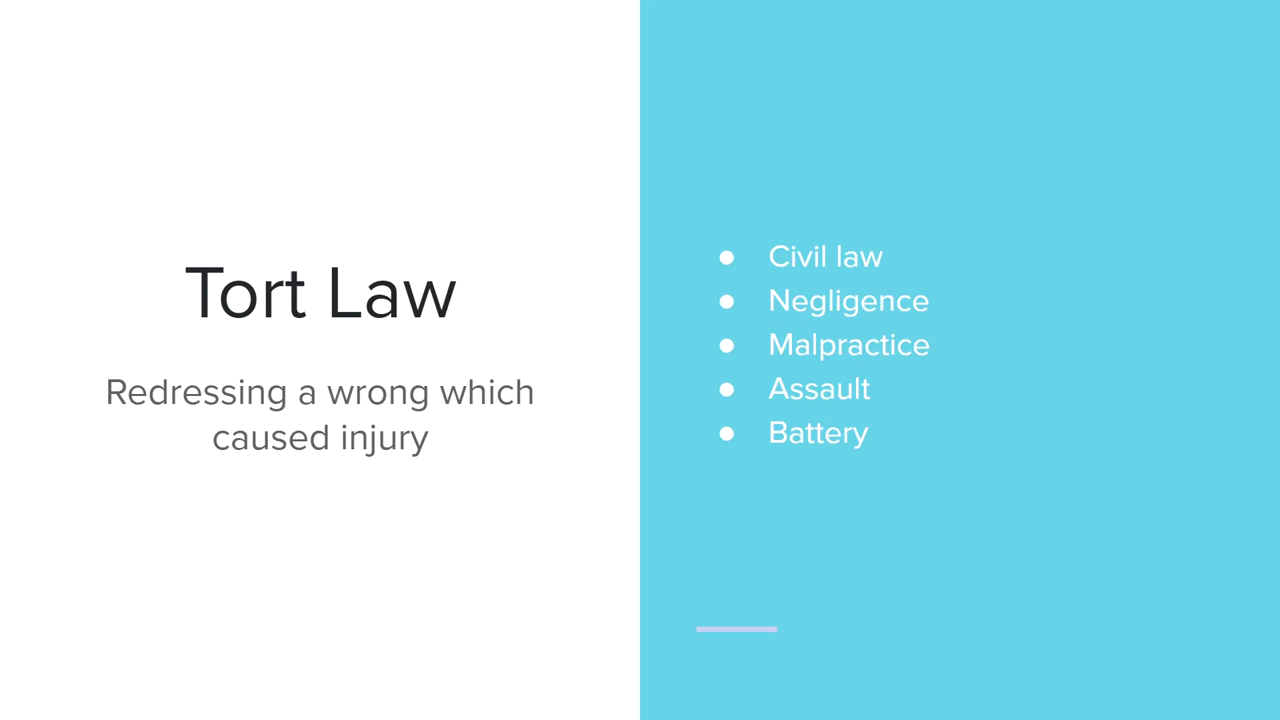 Tort Law
Redressing a wrong which
caused injury
● Civil law
● Negligence
● Malpractice
● Assault
● Battery